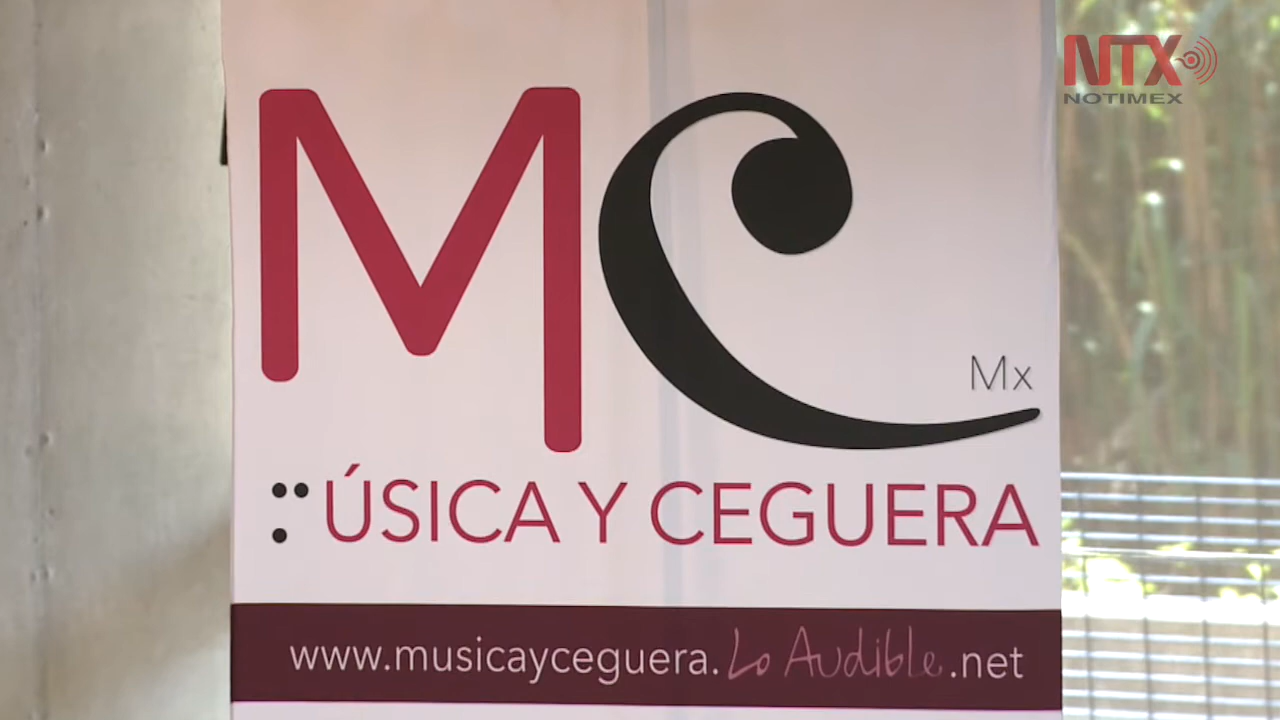 NTX
NOTIMEX
MC
Mx
⠍ÚSICA Y CEGUERA
www.musicayceguera.Lo Audible.net